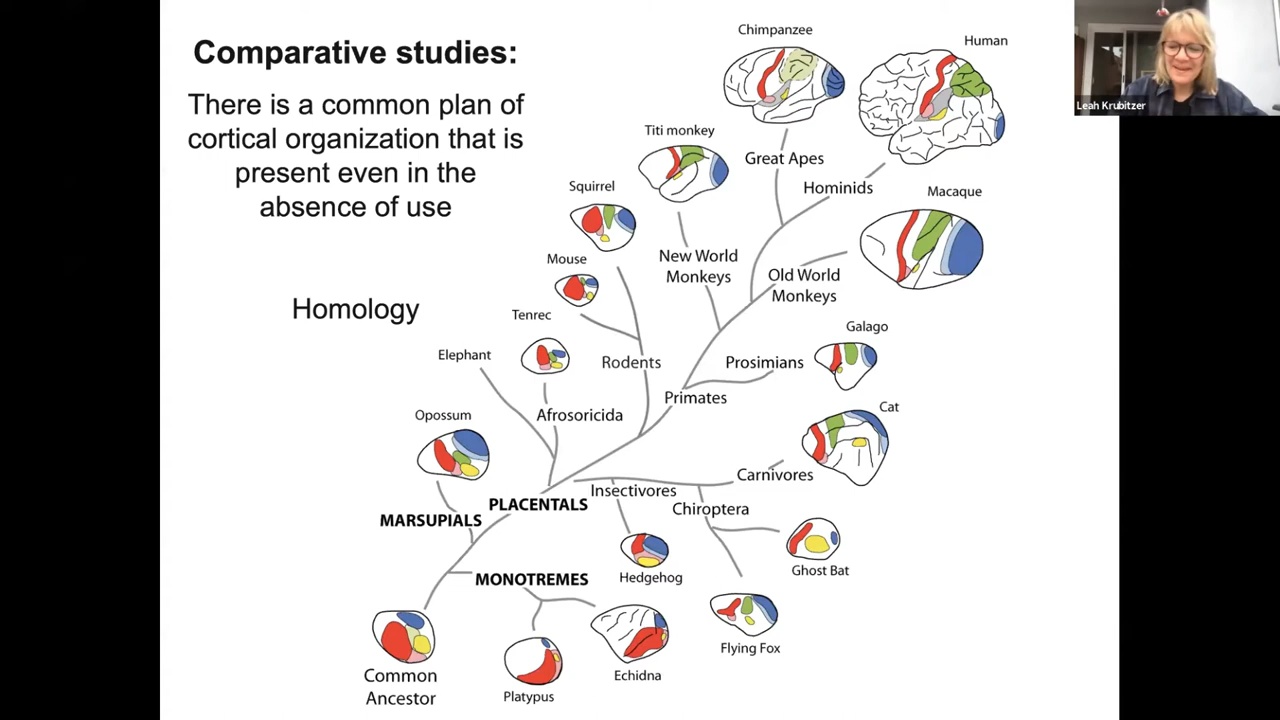 Comparative studies:
There is a common plan of
cortical organization that is
present even in the
absence of use
Homology
Chimpanzee
Human
Leah Krubitzer
Titi monkey
Great Apes
Hominids
Squirrel
Macaque
Mouse
New World
Monkeys
Old World
Monkeys
Tenrec
Galago
Elephant
Rodents
Prosimians
Primates
Opossum
Afrosoricida
Cat
Carnivores
Insectivores
PLACENTALS
Chiroptera
MARSUPIALS
MONOTREMES
Hedgehog
Ghost Bat
Flying Fox
Common
Ancestor
Platypus
Echidna